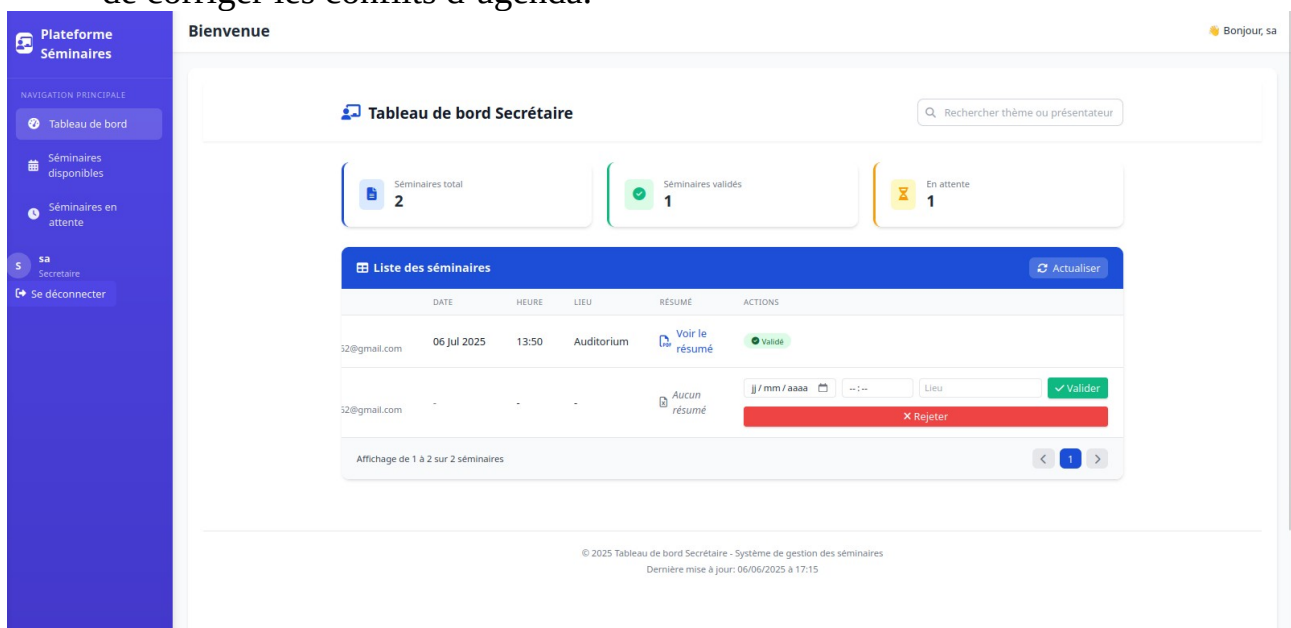 de corriger les conflits d'agenda.
Plateforme
Séminaires
Bienvenue
👋 Bonjour, sa
NAVIGATION PRINCIPALE
Tableau de bord
Séminaires
disponibles
Séminaires en
attente
S
sa
Secretaire
Se déconnecter
Tableau de bord Secrétaire
Rechercher thème ou présentateur
Séminaires total
2
Séminaires validés
1
En attente
1
Liste des séminaires
Actualiser
DATE HEURE LIEU RÉSUMÉ ACTIONS
52@gmail.com 06 Jul 2025 13:50 Auditorium Voir le
résumé
Validé
52@gmail.com - - - Aucun
résumé
jj / mm / aaaa -- : -- Lieu Valider
Rejeter
Affichage de 1 à 2 sur 2 séminaires
1
© 2025 Tableau de bord Secrétaire - Système de gestion des séminaires
Dernière mise à jour: 06/06/2025 à 17:15